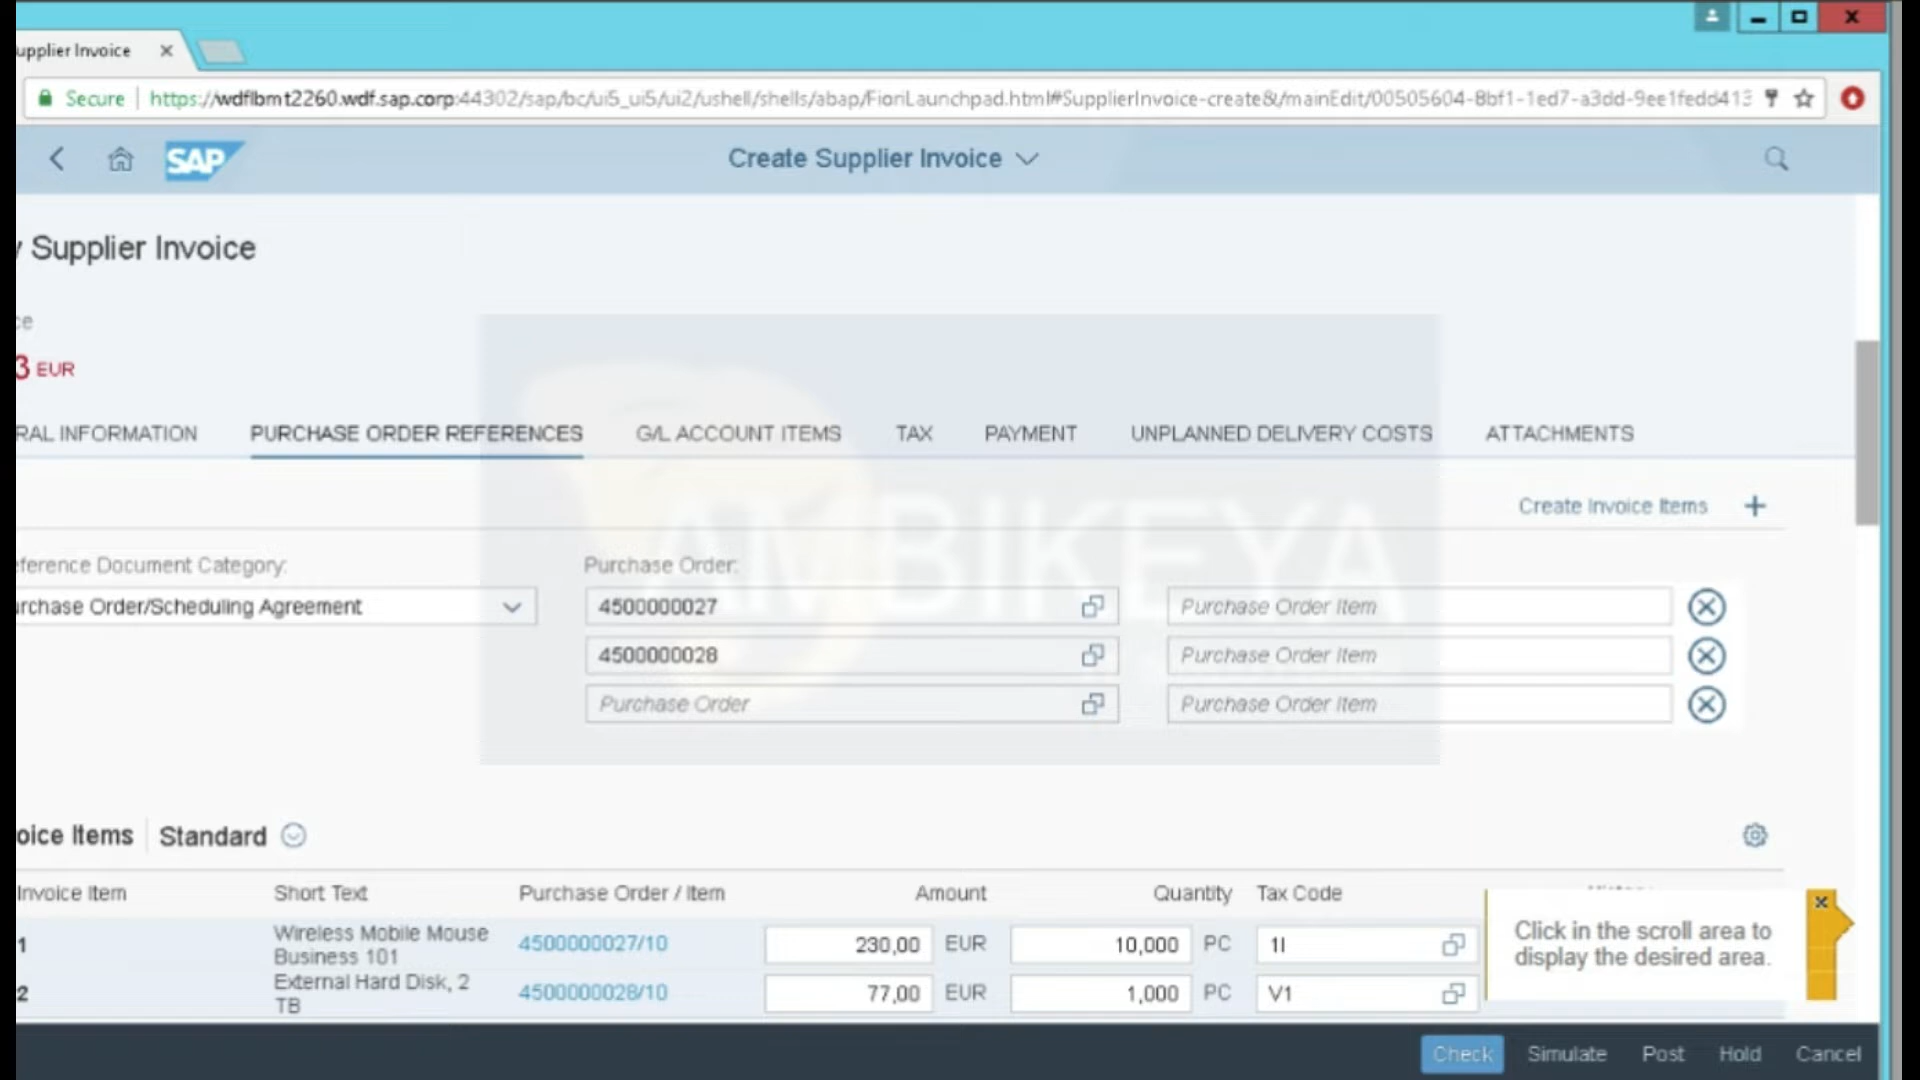 upplier Invoice
Secure https://wdflbmt2260.wdf.sap.corp:44302/sap/bc/ui5_ui5/ui2/ushell/shells/abap/FioriLaunchpad.html#SupplierInvoice-create&/mainEdit/00505604-8bf1-1ed7-a3dd-9ee1fedd413
SAP Create Supplier Invoice
Supplier Invoice
ce
3 EUR
RAL INFORMATION PURCHASE ORDER REFERENCES G/L ACCOUNT ITEMS TAX PAYMENT UNPLANNED DELIVERY COSTS ATTACHMENTS
Create Invoice Items
AMBIKEYA
eference Document Category: Purchase Order:
urchase Order/Scheduling Agreement 4500000027 Purchase Order Item
4500000028 Purchase Order Item
Purchase Order Purchase Order Item
oice Items Standard
Invoice Item Short Text Purchase Order / Item Amount Quantity Tax Code
1 Wireless Mobile Mouse Business 101 4500000027/10 230,00 EUR 10,000 PC 1I
2 External Hard Disk, 2 TB 4500000028/10 77,00 EUR 1,000 PC V1
Click in the scroll area to
display the desired area.
Check Simulate Post Hold Cancel